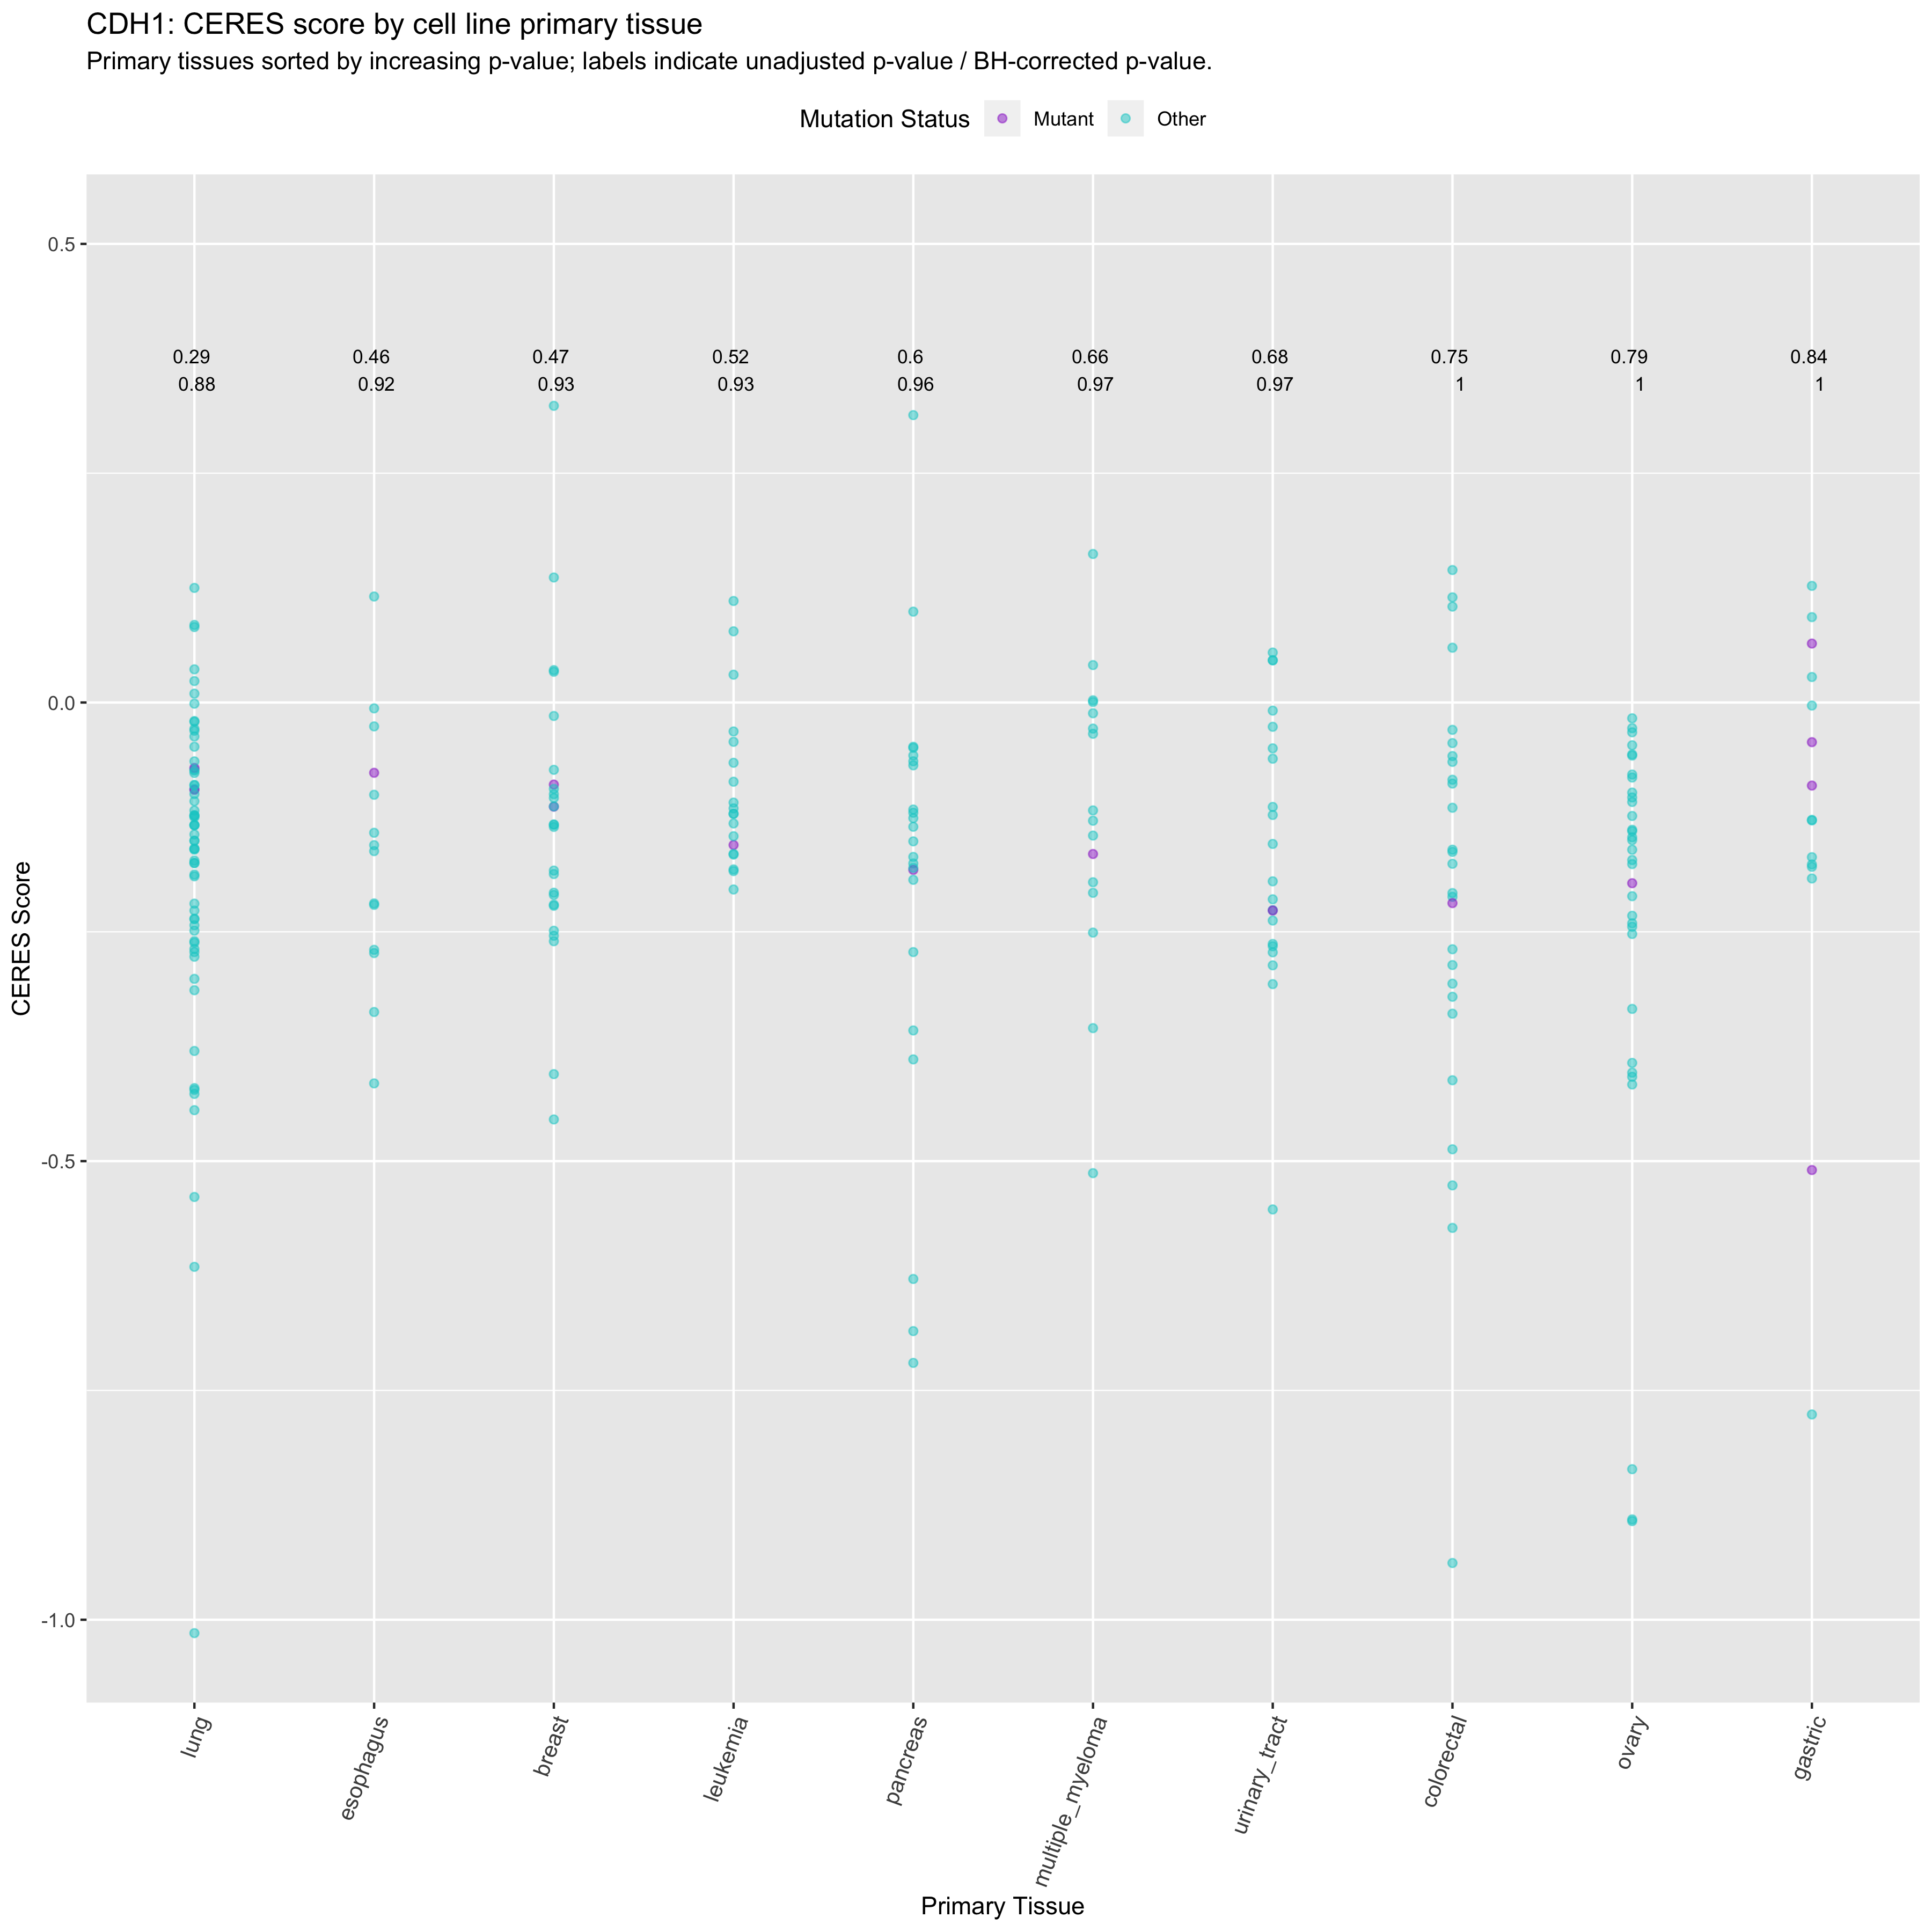 CDH1: CERES score by cell line primary tissue
Primary tissues sorted by increasing p-value; labels indicate unadjusted p-value / BH-corrected p-value.
Mutation Status Mutant Other
0.5
0.29 0.46 0.47 0.52 0.6 0.66 0.68 0.75 0.79 0.84
0.88 0.92 0.93 0.93 0.96 0.97 0.97 1 1 1
0.0
CERES Score
-0.5
-1.0
lung esophagus breast leukemia pancreas multiple_myeloma urinary_tract colorectal ovary gastric
Primary Tissue